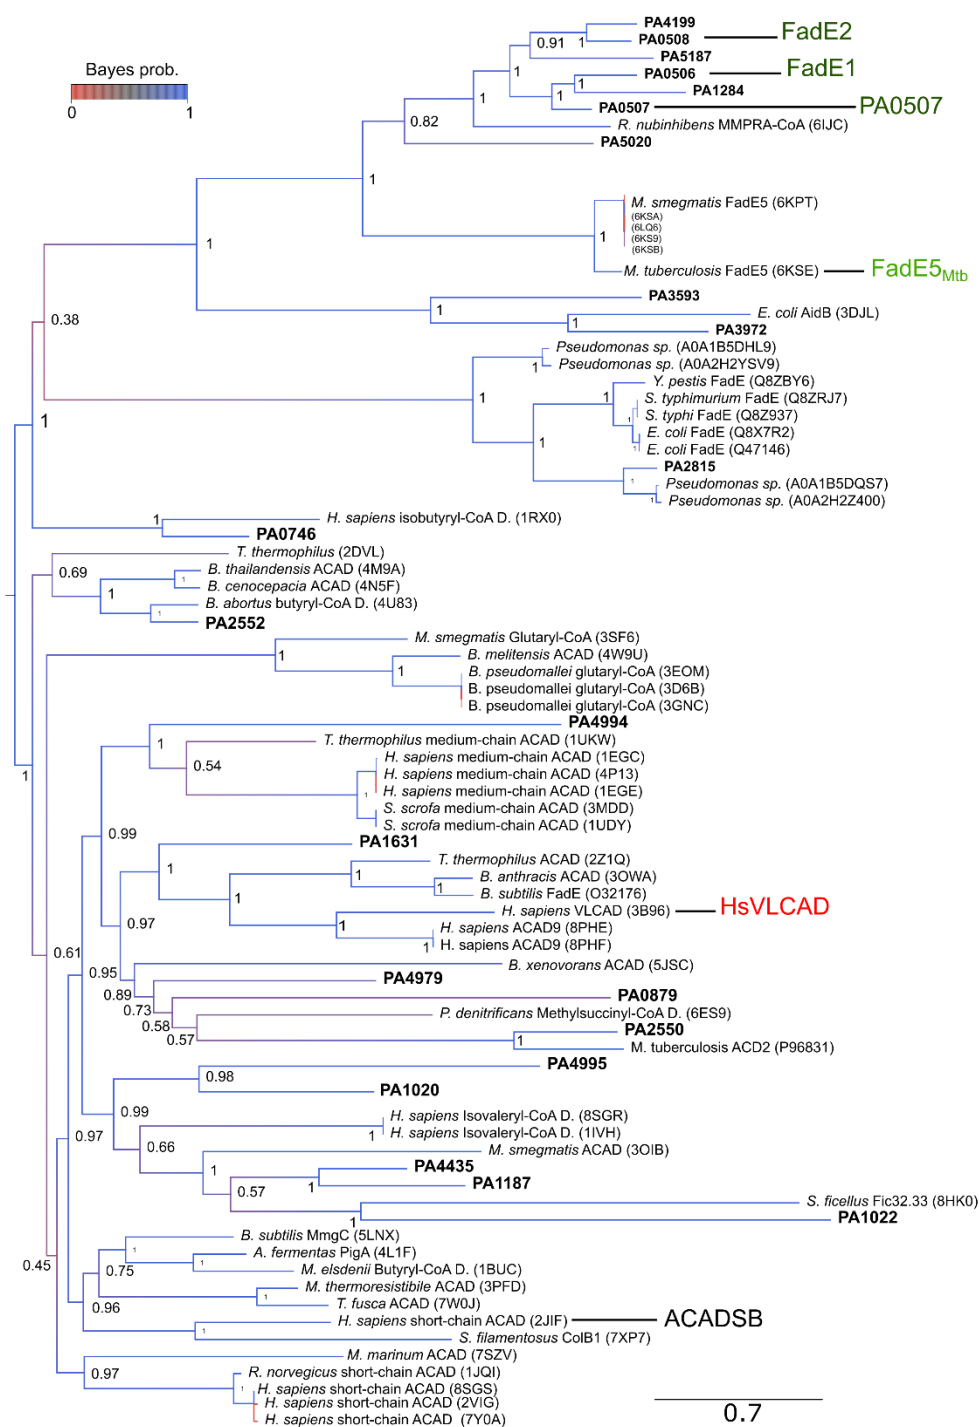 Bayes prob.
0 1
PA4199
0.91 1 PA0508 FadE2
PA5187
1 PA0506 FadE1
1
1 PA1284
1 1 PA0507 PA0507
0.82 R. nubinhibens MMPRA-CoA (6IJC)
PA5020
1
M. smegmatis FadE5 (6KPT)
(6KSA)
(6LQ6)
1 (6KS9)
1 (6KSB)
M. tuberculosis FadE5 (6KSE) FadE5Mtb
PA3593
1 E. coli AidB (3DJL)
0.38 1
PA3972
Pseudomonas sp. (A0A1B5DHL9)
1 Pseudomonas sp. (A0A2H2YSV9)
Y. pestis FadE (Q8ZBY6)
1 1 S. typhimurium FadE (Q8ZRJ7)
1 S. typhi FadE (Q8Z937)
1 E. coli FadE (Q8X7R2)
1 1 E. coli FadE (Q47146)
PA2815
1 Pseudomonas sp. (A0A1B5DQS7)
1 Pseudomonas sp. (A0A2H2Z400)
1 H. sapiens isobutyryl-CoA D. (1RX0)
PA0746
T. thermophilus (2DVL)
0.69 B. thailandensis ACAD (4M9A)
1 1 B. cenocepacia ACAD (4N5F)
B. abortus butyryl-CoA D. (4U83)
1 PA2552
M. smegmatis Glutaryl-CoA (3SF6)
1 B. melitensis ACAD (4W9U)
1 B. pseudomallei glutaryl-CoA (3EOM)
B. pseudomallei glutaryl-CoA (3D6B)
B. pseudomallei glutaryl-CoA (3GNC)
PA4994
1 T. thermophilus medium-chain ACAD (1UKW)
1 0.54 H. sapiens medium-chain ACAD (1EGC)
H. sapiens medium-chain ACAD (4P13)
1 H. sapiens medium-chain ACAD (1EGE)
S. scrofa medium-chain ACAD (3MDD)
0.99 S. scrofa medium-chain ACAD (1UDY)
PA1631
1 T. thermophilus ACAD (2Z1Q)
1 B. anthracis ACAD (3OWA)
1 1 B. subtilis FadE (O32176)
0.97 H. sapiens VLCAD (3B96) HsVLCAD
1 H. sapiens ACAD9 (8PHE)
0.61 1 H. sapiens ACAD9 (8PHF)
0.95 B. xenovorans ACAD (5JSC)
0.89 PA4979
0.73 PA0879
0.58 P. denitrificans Methylsuccinyl-CoA D. (6ES9)
0.57 1 PA2550
M. tuberculosis ACD2 (P96831)
PA4995
0.98
PA1020
0.99 H. sapiens Isovaleryl-CoA D. (8SGR)
0.97 1 H. sapiens Isovaleryl-CoA D. (1IVH)
0.66 M. smegmatis ACAD (3OIB)
1 PA4435
0.57 1 PA1187
S. ficellus Fic32.33 (8HK0)
1 PA1022
B. subtilis MmgC (5LNX)
1 A. fermentas PigA (4L1F)
0.45 0.75 1 M. elsdenii Butyryl-CoA D. (1BUC)
M. thermoresistibile ACAD (3PFD)
0.96 1 T. fusca ACAD (7W0J)
H. sapiens short-chain ACAD (2JIF) ACADSB
1 S. filamentosus ColB1 (7XP7)
M. marinum ACAD (7SZV)
0.97 R. norvegicus short-chain ACAD (1JQI)
1 H. sapiens short-chain ACAD (8SGS)
H. sapiens short-chain ACAD (2VIG)
H. sapiens short-chain ACAD (7Y0A)
0.7